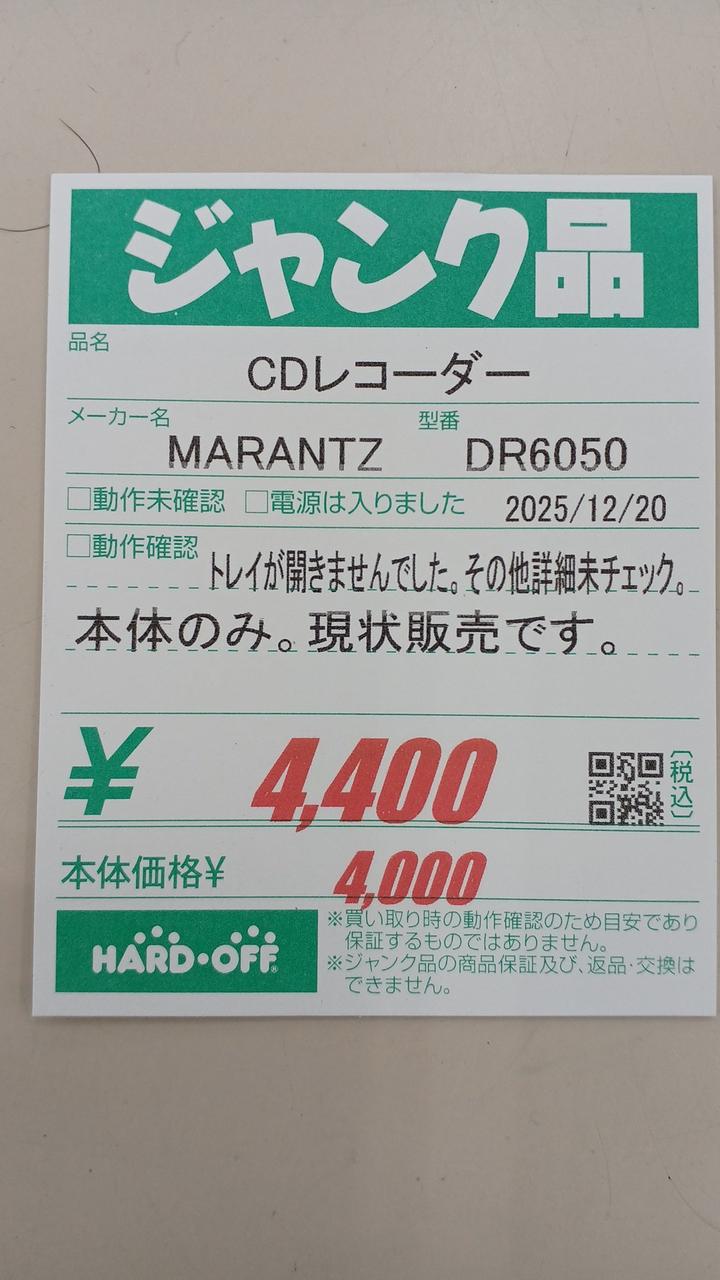 ジャンク品
品名
CDレコーダー
メーカー名 型番
MARANTZ DR6050
□動作未確認 □電源は入りました 2025/12/20
□動作確認 トレイが開きませんでした。その他詳細未チェック。
本体のみ。現状販売です。
¥ 4,400 〔税込〕
本体価格¥ 4,000
HARD・OFF®
※買い取り時の動作確認のため目安であり
保証するものではありません。
※ジャンク品の商品保証及び、返品・交換は
できません。